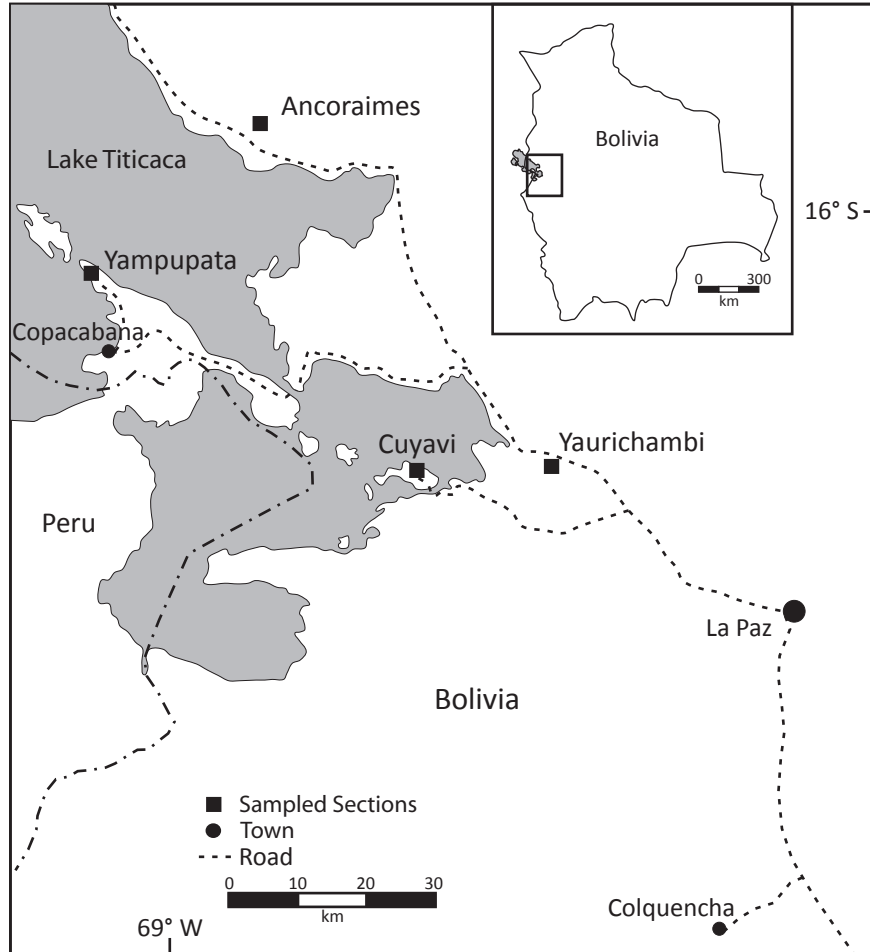 Ancoraimes
Lake Titicaca
Bolivia
16° S
Yampupata
0 300
km
Copacabana
Cuyavi
Yaurichambi
Peru
La Paz
Bolivia
Sampled Sections
Town
Road
0 10 20 30
km
Colquencha
69° W